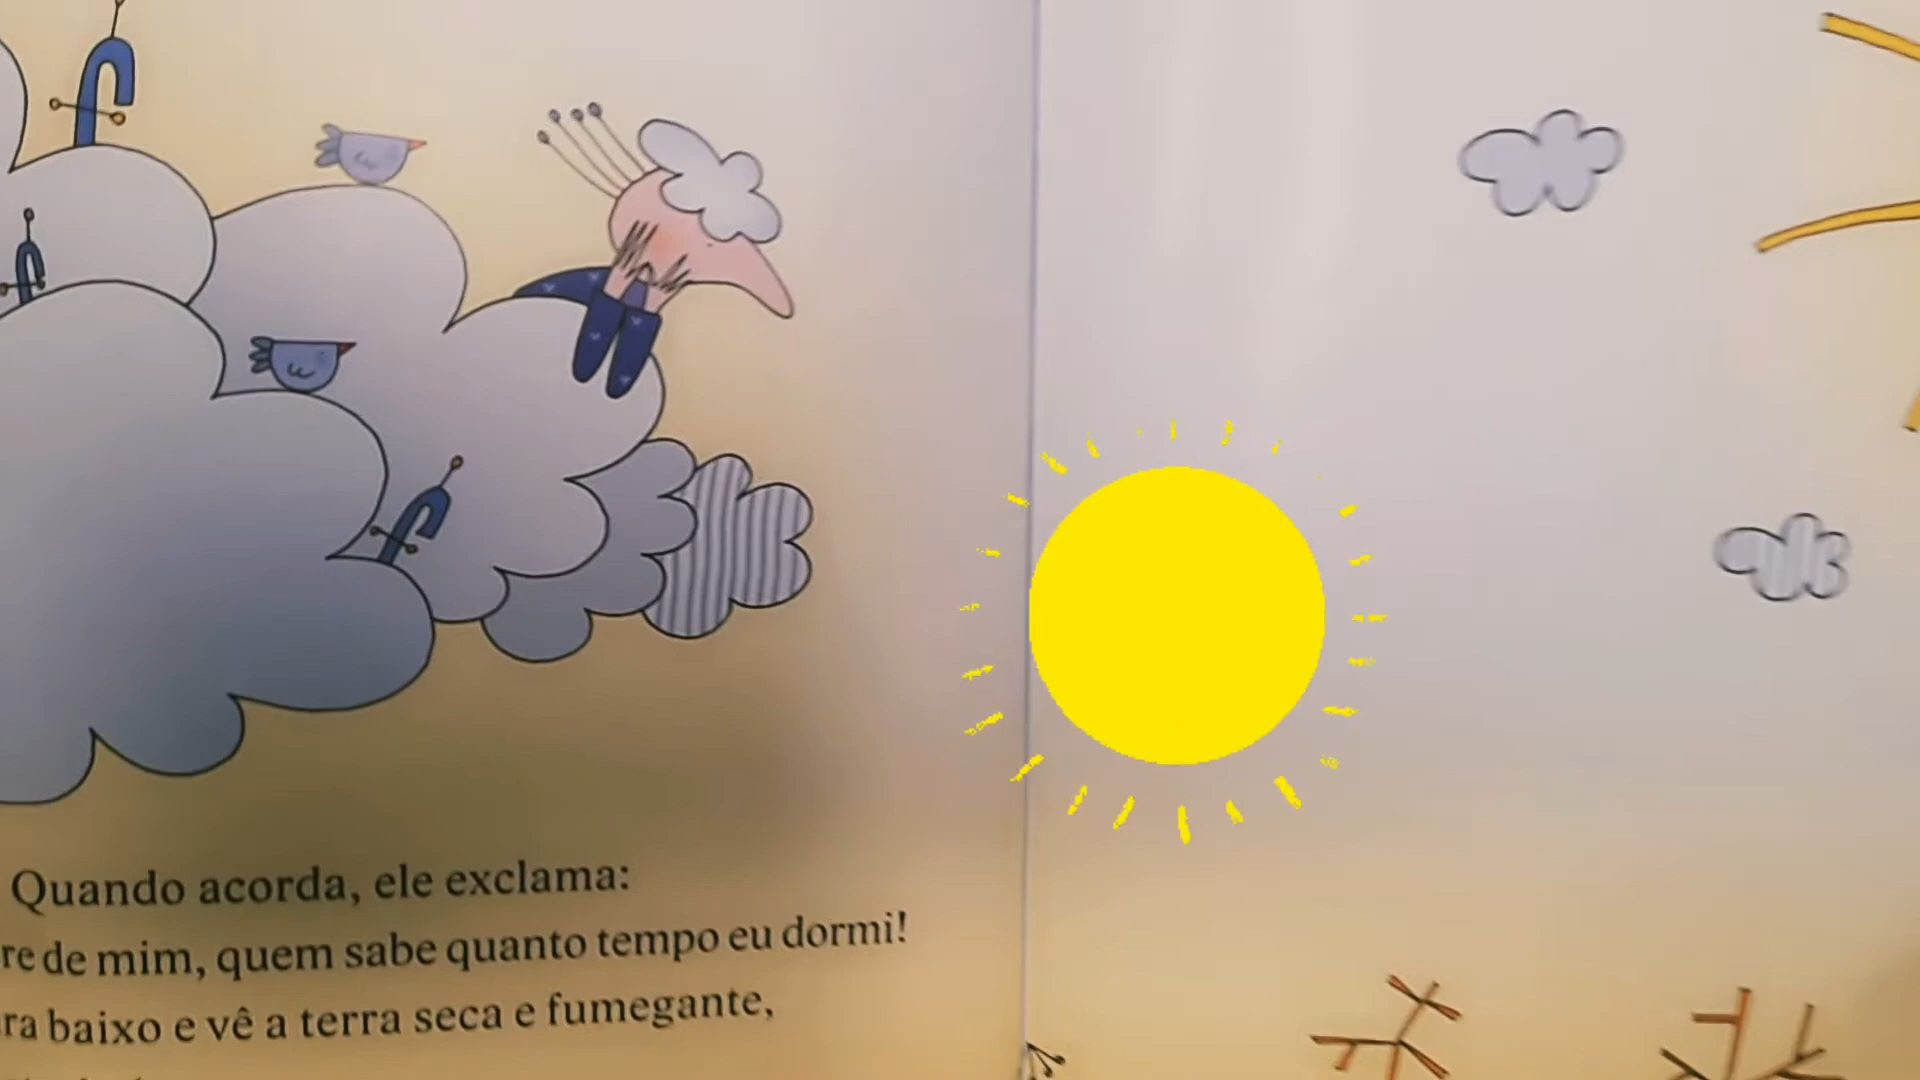 Quando acorda, ele exclama:
re de mim, quem sabe quanto tempo eu dormi!
ra baixo e vê a terra seca e fumegante,